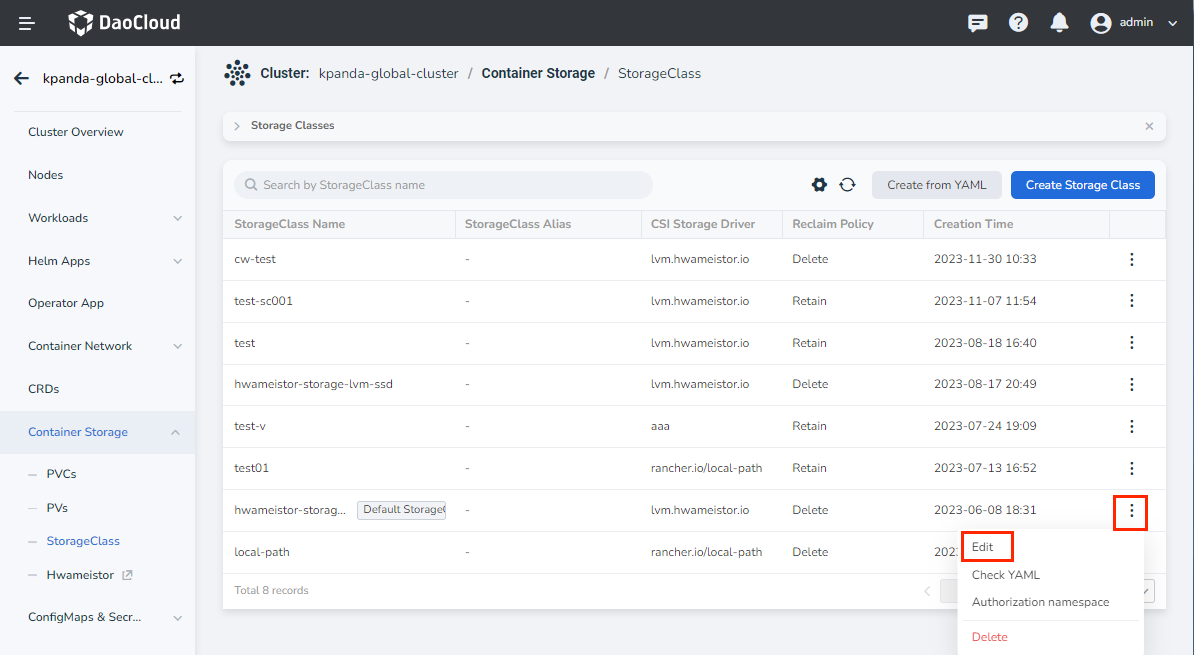 DaoCloud
admin
kpanda-global-cl...
Cluster: kpanda-global-cluster / Container Storage / StorageClass
Cluster Overview
Nodes
Workloads
Helm Apps
Operator App
Container Network
CRDs
Container Storage
PVCs
PVs
StorageClass
Hwameistor
ConfigMaps & Secr...
Storage Classes
Search by StorageClass name
Create from YAML
Create Storage Class
StorageClass Name StorageClass Alias CSI Storage Driver Reclaim Policy Creation Time
cw-test - lvm.hwameistor.io Delete 2023-11-30 10:33
test-sc001 - lvm.hwameistor.io Retain 2023-11-07 11:54
test - lvm.hwameistor.io Retain 2023-08-18 16:40
hwameistor-storage-lvm-ssd - lvm.hwameistor.io Delete 2023-08-17 20:49
test-v - aaa Retain 2023-07-24 19:09
test01 - rancher.io/local-path Retain 2023-07-13 16:52
hwameistor-storag... Default Storage - lvm.hwameistor.io Delete 2023-06-08 18:31
local-path - rancher.io/local-path Delete 202
Total 8 records
Edit
Check YAML
Authorization namespace
Delete